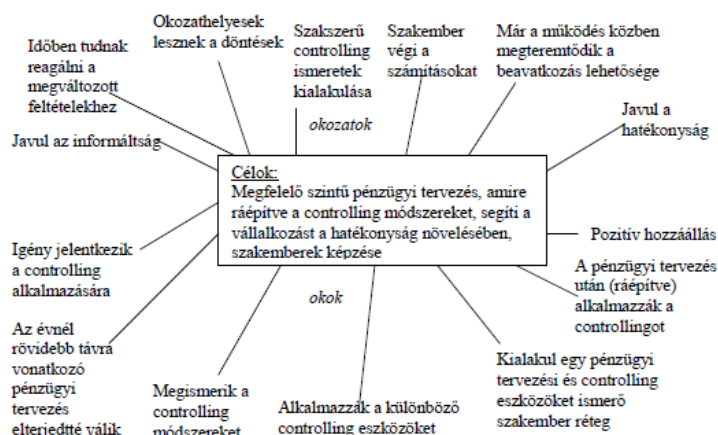 Időben tudnak
reagálni a
megváltozott
feltételekhez
Okozathelyesek
lesznek a döntések
Szakszerű
controlling
ismeretek
kialakulása
Szakember
végi a
számításokat
Már a működés közben
megteremtődik a
beavatkozás lehetősége
Javul az informáltság
okozatok
Javul a
hatékonyság
Célok:
Megfelelő szintű pénzügyi tervezés, amire
ráépítve a controlling módszereket, segíti a
vállalkozást a hatékonyság növelésében,
szakemberek képzése
Igény jelentkezik
a controlling
alkalmazására
Pozitív hozzáállás
A pénzügyi tervezés
után (ráépítve)
alkalmazzák a
controllingot
okok
Az évnél
rövidebb távra
vonatkozó
pénzügyi
tervezés
elterjedtté válik
Megismerik a
controlling
módszereket
Alkalmazzák a különböző
controlling eszközöket
Kialakul egy pénzügyi
tervezési és controlling
eszközöket ismerő
szakember réteg